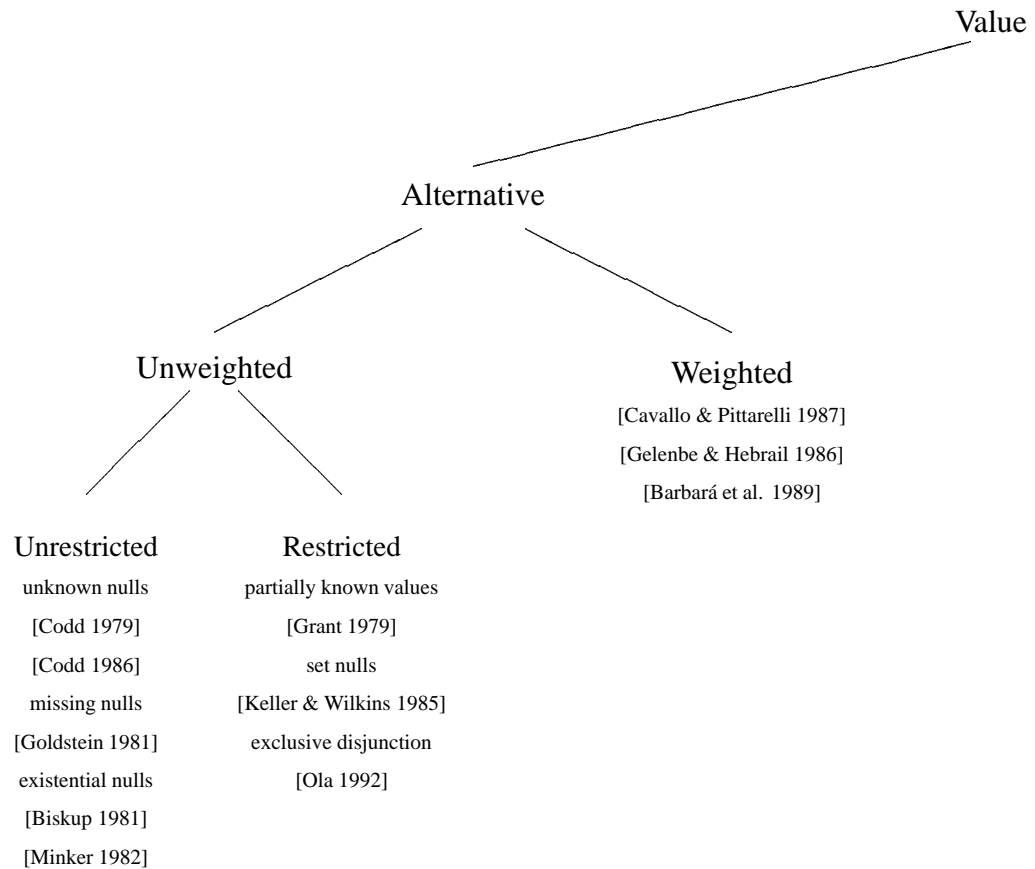 Value
Alternative
Unweighted
Weighted
[Cavallo & Pittarelli 1987]
[Gelenbe & Hebrail 1986]
[Barbará et al. 1989]
Unrestricted
unknown nulls
[Codd 1979]
[Codd 1986]
missing nulls
[Goldstein 1981]
existential nulls
[Biskup 1981]
[Minker 1982]
Restricted
partially known values
[Grant 1979]
set nulls
[Keller & Wilkins 1985]
exclusive disjunction
[Ola 1992]